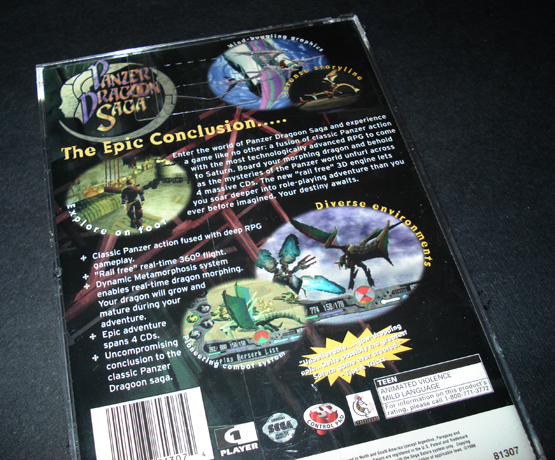 Mind-boggling graphics
Intense storyline
PANZER
DRAGOON
SAGA
The Epic Conclusion.....
Enter the world of Panzer Dragoon Saga and experience
a game like no other: a fusion of classic Panzer action
with the most technologically advanced RPG to come
to Saturn. Board your morphing dragon and behold
as the mysteries of the Panzer world unfurl across
4 massive CDs. The new "rail free" 3D engine lets
you soar deeper into role-playing adventure than you
ever before imagined. Your destiny awaits.
Explore on foot
Diverse environments
+ Classic Panzer action fused with deep RPG
gameplay.
+ "Rail free" real-time 360º flight.
+ Dynamic Metamorphosis system
enables real-time dragon morphing.
Your dragon will grow and
mature during your
adventure.
+ Epic adventure
spans 4 CDs.
+ Uncompromising
conclusion to the
classic Panzer
Dragoon saga.
Berserk List
combat system
TEEN
ANIMATED VIOLENCE
MILD LANGUAGE
For information on this product's
rating, please call 1-800-771-3772
1
PLAYER
SEGA
CONTROL PAD
81307